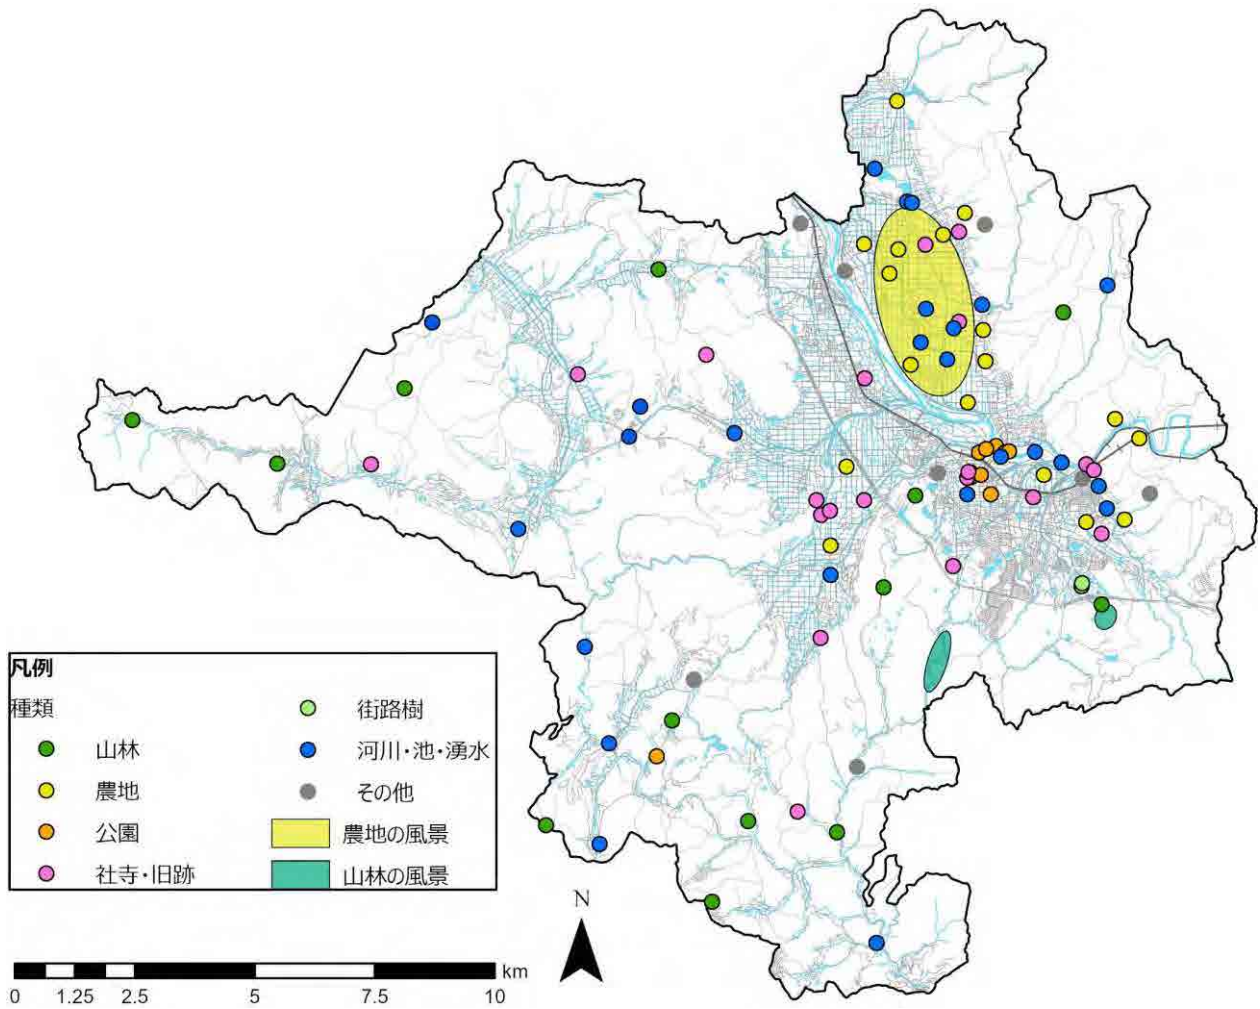 凡例
種類
山林
農地
公園
社寺・旧跡
街路樹
河川・池・湧水
その他
農地の風景
山林の風景
N
km
0 1.25 2.5 5 7.5 10